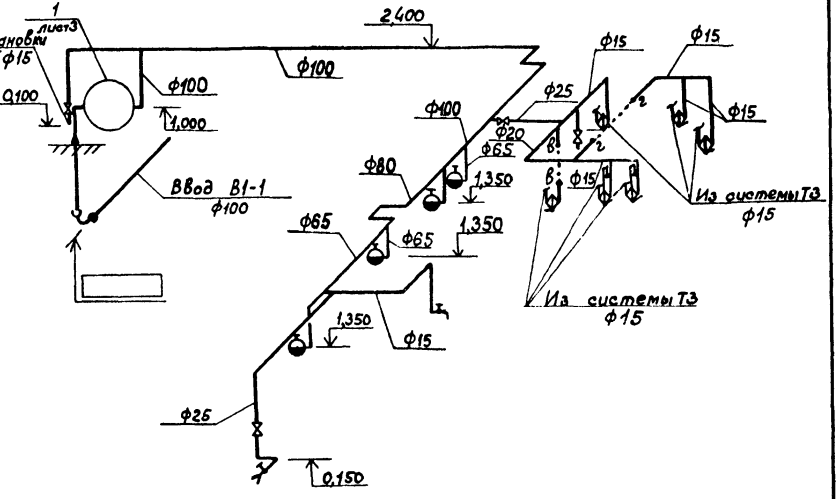 1
лист3
ановки
ф15
0,100
ф100
1,000
Ввод В1-1
ф100
2,400
ф100
ф100
ф65
1,350
ф80
ф65
ф65
1,350
1,350
ф15
ф25
0,150
ф15
ф15
ф25
ф20
ф15
в
в
г
г
ф15
Из системы Т3
ф15
Из системы Т3
ф15